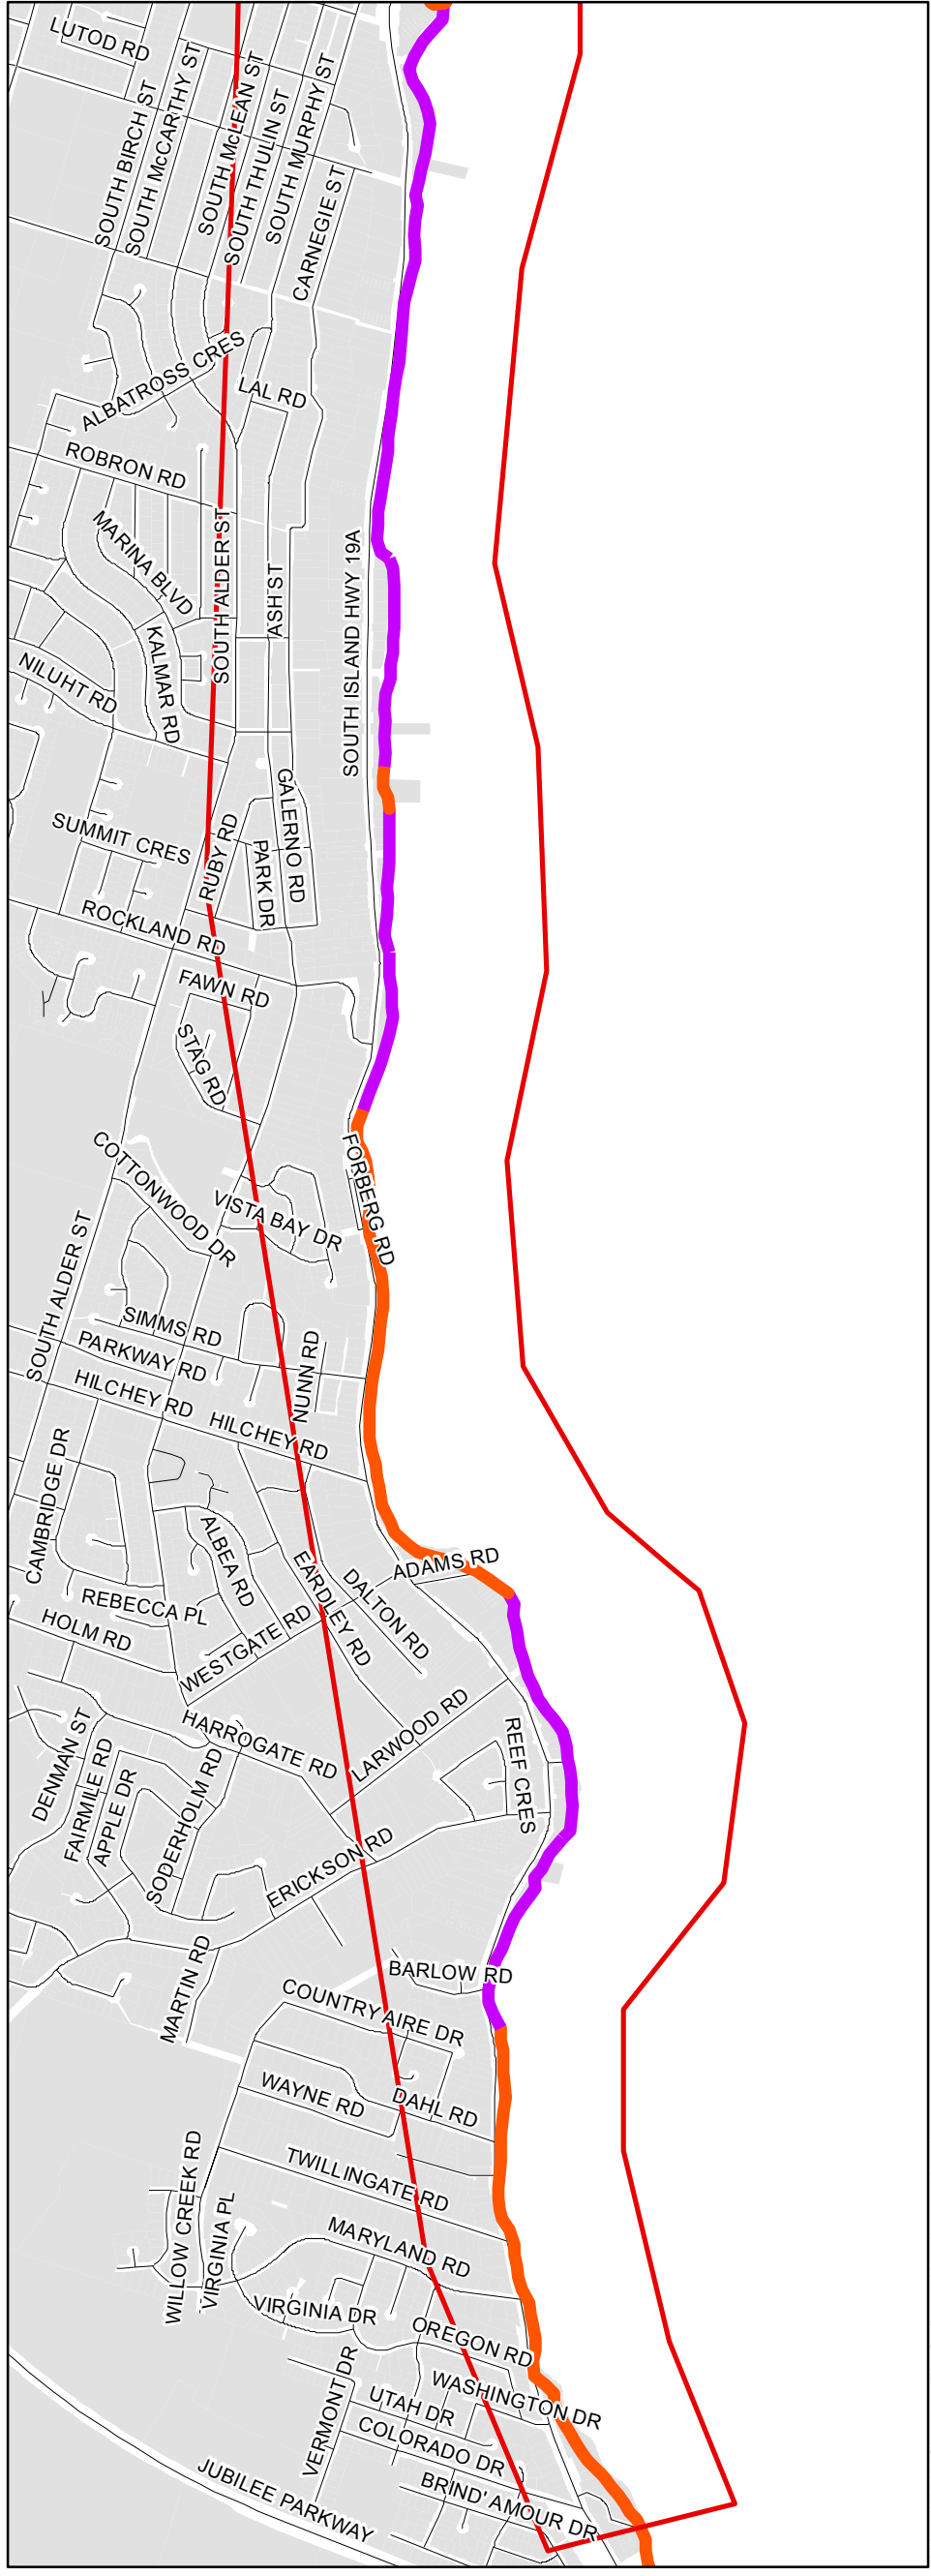 LUTOD RD
SOUTH BIRCH ST
SOUTH McCARTHY ST
SOUTH McLEAN ST
SOUTH THULIN ST
SOUTH MURPHY ST
CARNEGIE ST
ALBATROSS CRES
LAL RD
ROBRON RD
MARINA BLVD
SOUTH ALDER ST
ASH ST
SOUTH ISLAND HWY 19A
KALMAR RD
NILUHT RD
SUMMIT CRES
RUBY RD
PARK DR
GALERNO RD
ROCKLAND RD
FAWN RD
STAG RD
COTTONWOOD DR
VISTA BAY DR
FORBERG RD
SOUTH ALDER ST
SIMMS RD
PARKWAY RD
NUNN RD
HILCHEY RD
HILCHEY RD
CAMBRIDGE DR
ALBEA RD
EARDLEY RD
DALTON RD
ADAMS RD
REBECCA PL
HOLM RD
WESTGATE RD
HARROGATE RD
LARWOOD RD
REEF CRES
DENMAN ST
FAIRMILE RD
APPLE DR
SODERHOLM RD
ERICKSON RD
MARTIN RD
BARLOW RD
COUNTRY AIRE DR
WAYNE RD
DAHL RD
TWILLINGATE RD
WILLOW CREEK RD
VIRGINIA PL
MARYLAND RD
VIRGINIA DR
OREGON RD
WASHINGTON DR
VERMONT DR
UTAH DR
COLORADO DR
BRIND' AMOUR DR
JUBILEE PARKWAY